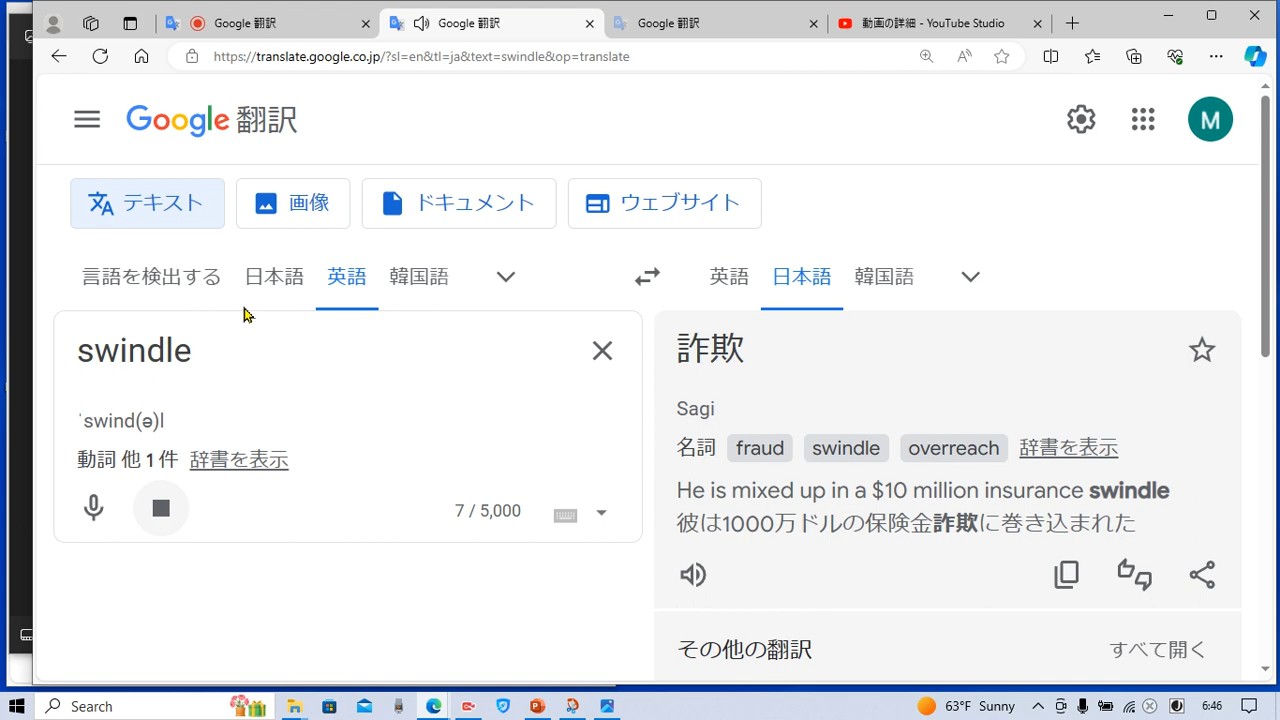 Google 翻訳
Google 翻訳
Google 翻訳
動画の詳細 - YouTube Studio
https://translate.google.co.jp/?sl=en&tl=ja&text=swindle&op=translate
Google 翻訳
M
テキスト
画像
ドキュメント
ウェブサイト
言語を検出する 日本語 英語 韓国語
英語 日本語 韓国語
swindle
ˈswind(ə)l
動詞 他 1 件 辞書を表示
7 / 5,000
詐欺
Sagi
名詞 fraud swindle overreach 辞書を表示
He is mixed up in a $10 million insurance swindle
彼は1000万ドルの保険金詐欺に巻き込まれた
その他の翻訳 すべて開く
Search
63°F Sunny
6:46